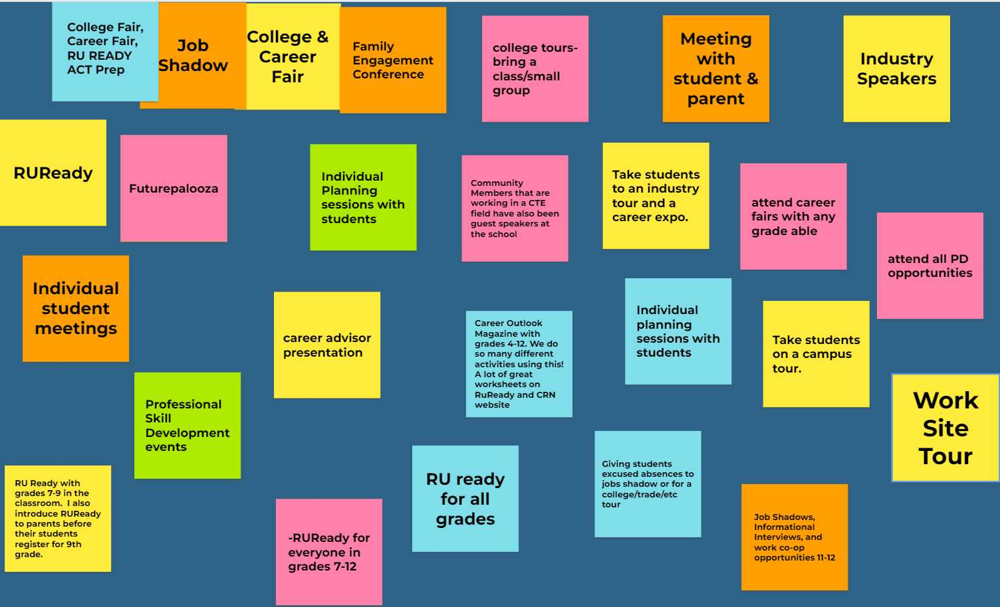 College Fair,
Career Fair,
RU READY
ACT Prep
Job
Shadow
College &
Career
Fair
Family
Engagement
Conference
college tours-
bring a
class/small
group
Meeting
with
student &
parent
Industry
Speakers
RUReady
Futurepalooza
Individual
Planning
sessions with
students
Community
Members that are
working in a CTE
field have also been
guest speakers at
the school
Take students
to an industry
tour and a
career expo.
attend career
fairs with any
grade able
attend all PD
opportunities
Individual
student
meetings
career advisor
presentation
Career Outlook
Magazine with
grades 4-12. We do
so many different
activities using this!
A lot of great
worksheets on
RuReady and CRN
website
Individual
planning
sessions with
students
Take students
on a campus
tour.
Work
Site
Tour
Professional
Skill
Development
events
RU Ready with
grades 7-9 in the
classroom. I also
introduce RUReady
to parents before
their students
register for 9th
grade.
-RUReady for
everyone in
grades 7-12
RU ready
for all
grades
Giving students
excused absences to
jobs shadow or for a
college/trade/etc
tour
Job Shadows,
Informational
Interviews, and
work co-op
opportunities 11-12